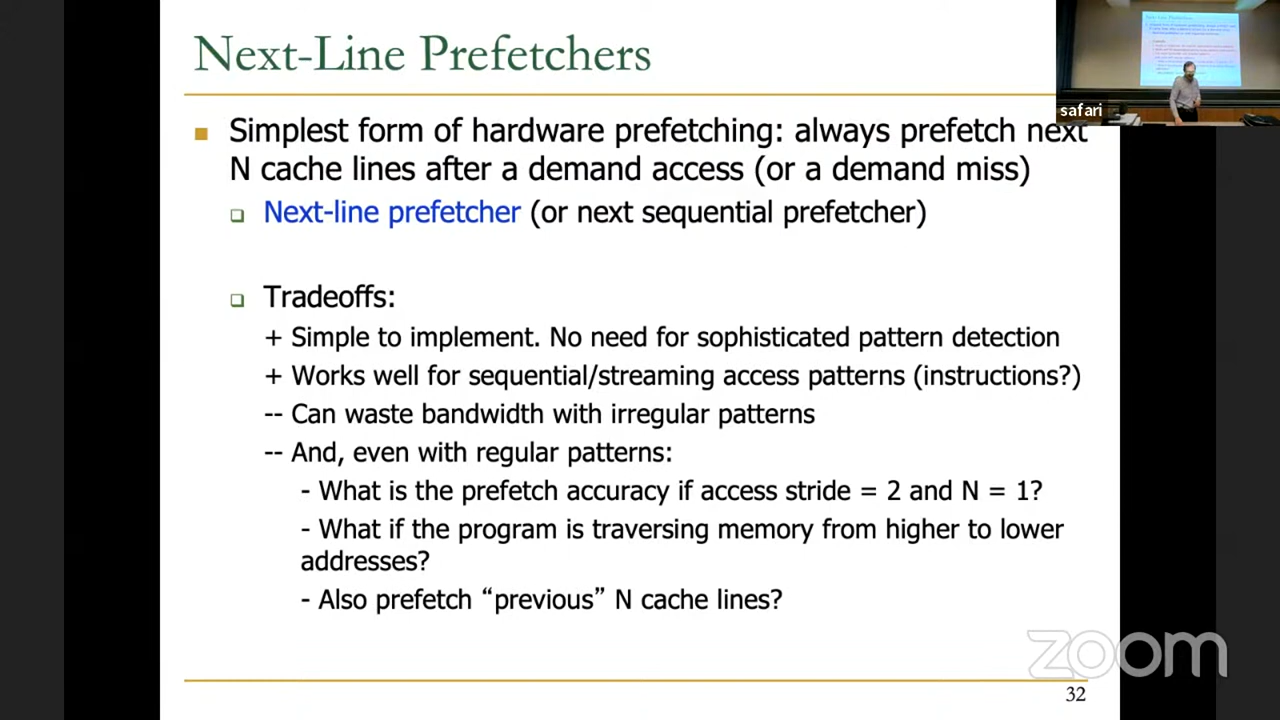 Next-Line Prefetchers
safari
Simplest form of hardware prefetching: always prefetch next
N cache lines after a demand access (or a demand miss)
Next-line prefetcher (or next sequential prefetcher)
Tradeoffs:
+ Simple to implement. No need for sophisticated pattern detection
+ Works well for sequential/streaming access patterns (instructions?)
-- Can waste bandwidth with irregular patterns
-- And, even with regular patterns:
- What is the prefetch accuracy if access stride = 2 and N = 1?
- What if the program is traversing memory from higher to lower
addresses?
- Also prefetch “previous” N cache lines?
zoom
32